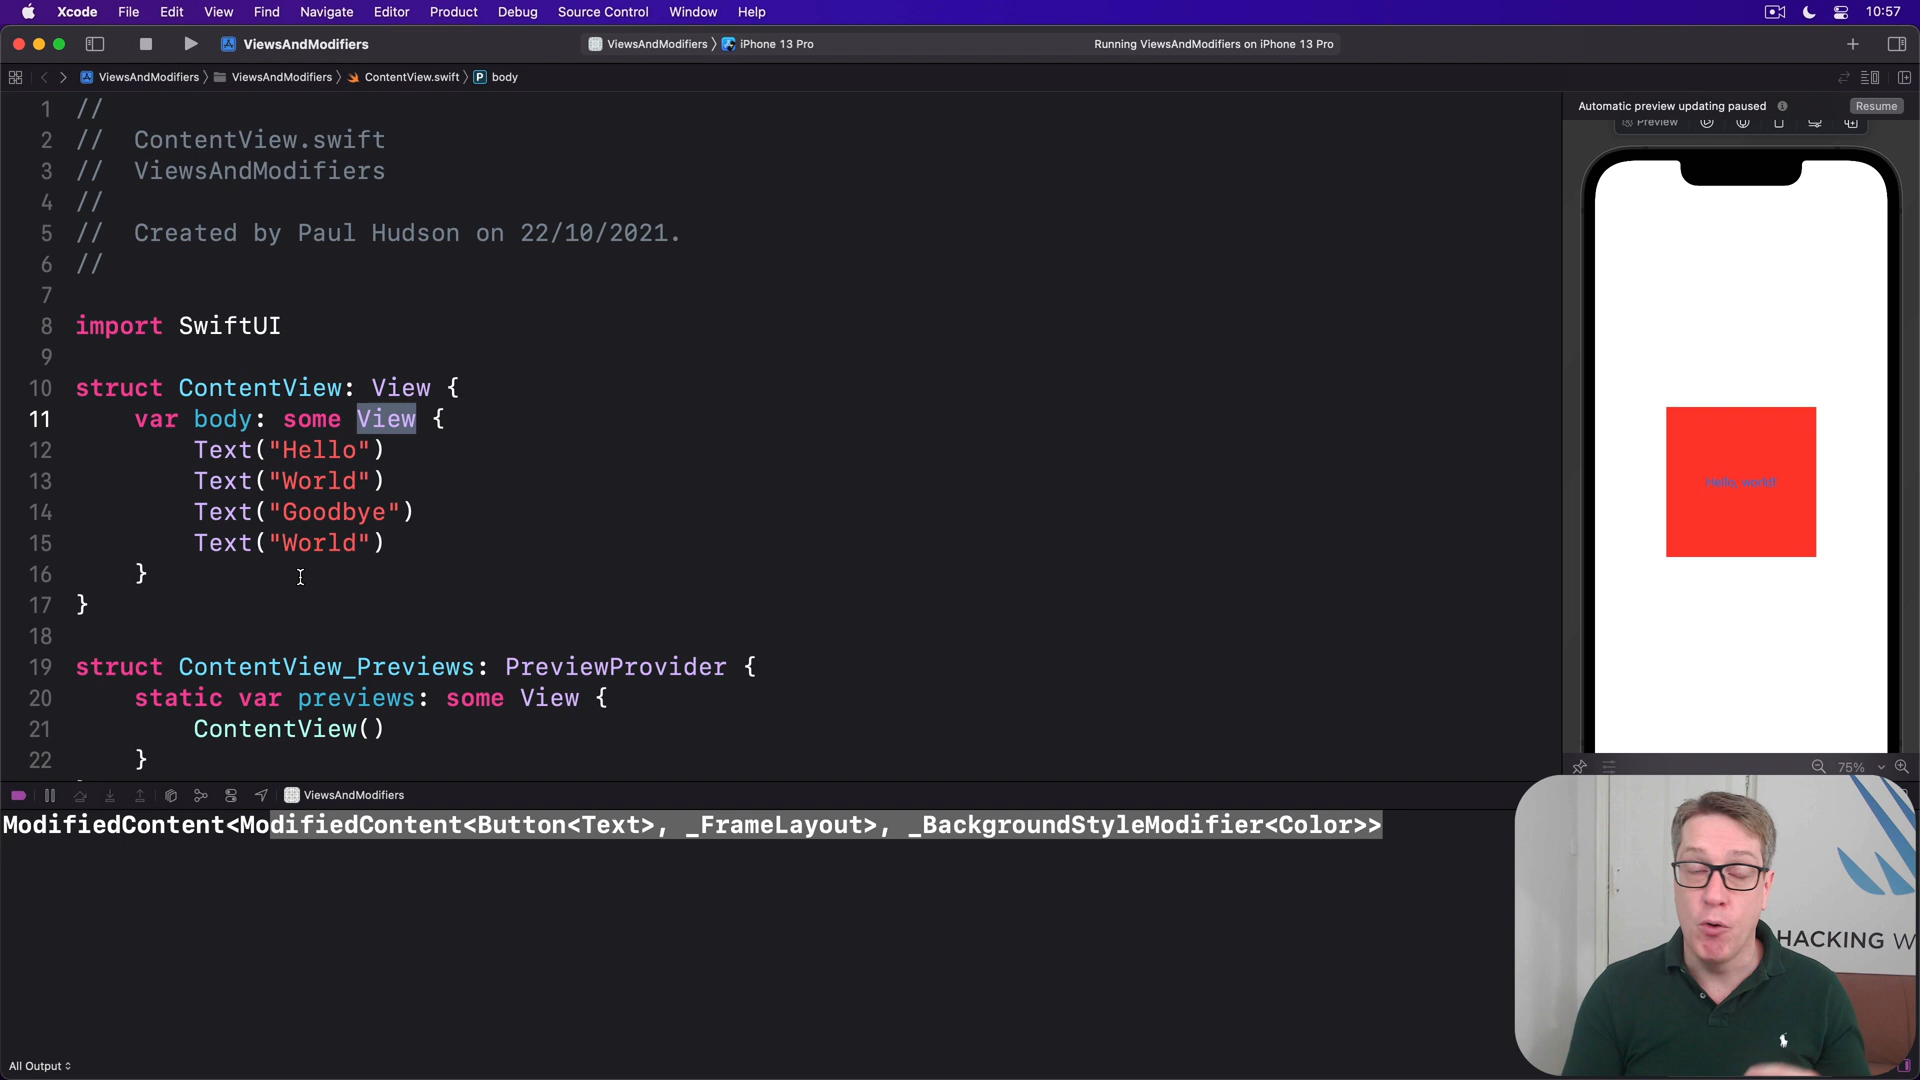 Xcode File Edit View Find Navigate Editor Product Debug Source Control Window Help 10:57
ViewsAndModifiers
ViewsAndModifiers iPhone 13 Pro
Running ViewsAndModifiers on iPhone 13 Pro
ViewsAndModifiers ViewsAndModifiers ContentView.swift P body
Automatic preview updating paused Resume
Preview
1 //
2 //  ContentView.swift
3 //  ViewsAndModifiers
4 //
5 //  Created by Paul Hudson on 22/10/2021.
6 //
7
8 import SwiftUI
9
10 struct ContentView: View {
11     var body: some View {
12         Text("Hello")
13         Text("World")
14         Text("Goodbye")
15         Text("World")
16     }
17 }
18
19 struct ContentView_Previews: PreviewProvider {
20     static var previews: some View {
21         ContentView()
22     }
Hello, world!
75%
ViewsAndModifiers
ModifiedContent<ModifiedContent<Button<Text>, _FrameLayout>, _BackgroundStyleModifier<Color>>
HACKING W
All Output